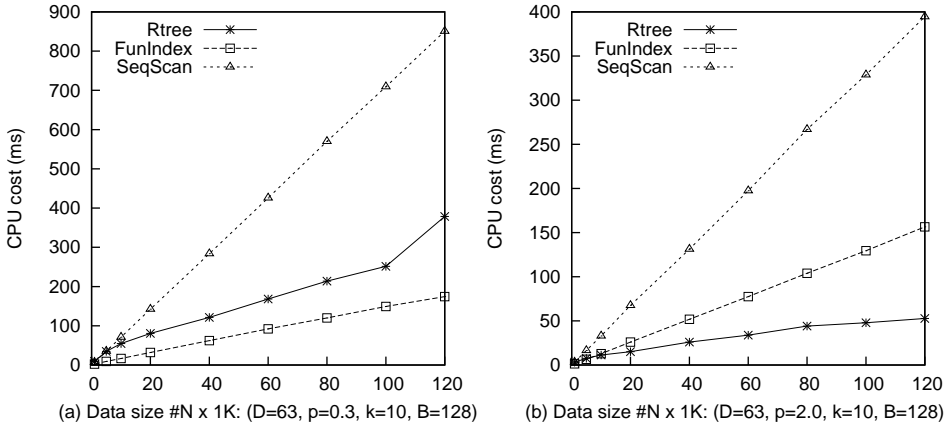 900
800
700
600
500
400
300
200
100
0
CPU cost (ms)
Rtree
FunIndex
SeqScan
0 20 40 60 80 100 120
(a) Data size #N x 1K: (D=63, p=0.3, k=10, B=128)
400
350
300
250
200
150
100
50
0
CPU cost (ms)
Rtree
FunIndex
SeqScan
0 20 40 60 80 100 120
(b) Data size #N x 1K: (D=63, p=2.0, k=10, B=128)